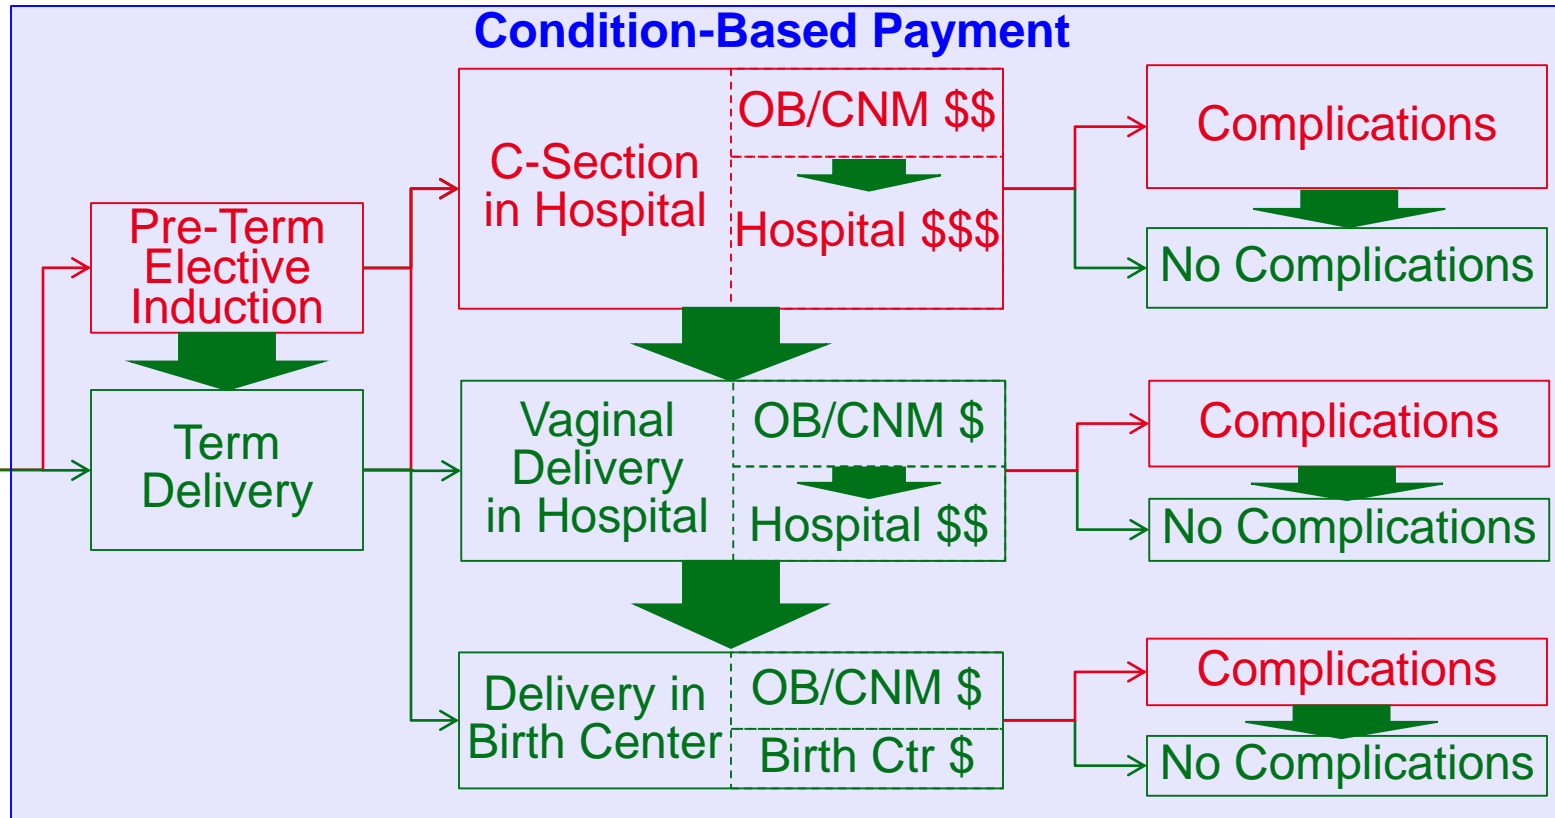 Condition-Based Payment
Pre-Term
Elective
Induction
Term
Delivery
C-Section
in Hospital
OB/CNM $$
Hospital $$$
Complications
No Complications
Vaginal
Delivery
in Hospital
OB/CNM $
Hospital $$
Complications
No Complications
Delivery in
Birth Center
OB/CNM $
Birth Ctr $
Complications
No Complications